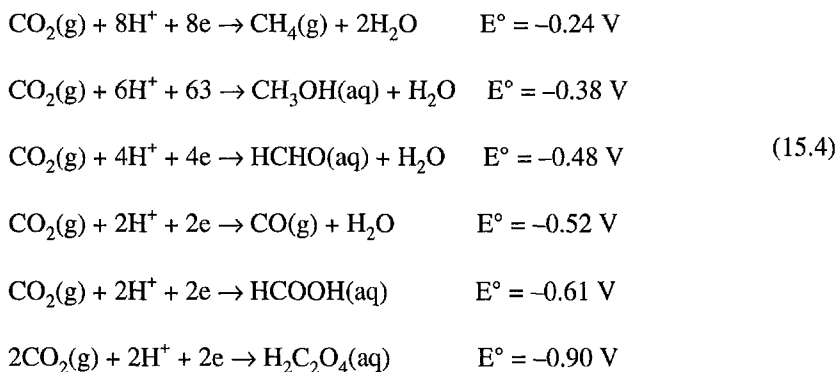 CO₂(g) + 8H⁺ + 8e → CH₄(g) + 2H₂O E° = –0.24 V
CO₂(g) + 6H⁺ + 63 → CH₃OH(aq) + H₂O E° = –0.38 V
CO₂(g) + 4H⁺ + 4e → HCHO(aq) + H₂O E° = –0.48 V
(15.4)
CO₂(g) + 2H⁺ + 2e → CO(g) + H₂O E° = –0.52 V
CO₂(g) + 2H⁺ + 2e → HCOOH(aq) E° = –0.61 V
2CO₂(g) + 2H⁺ + 2e → H₂C₂O₄(aq) E° = –0.90 V